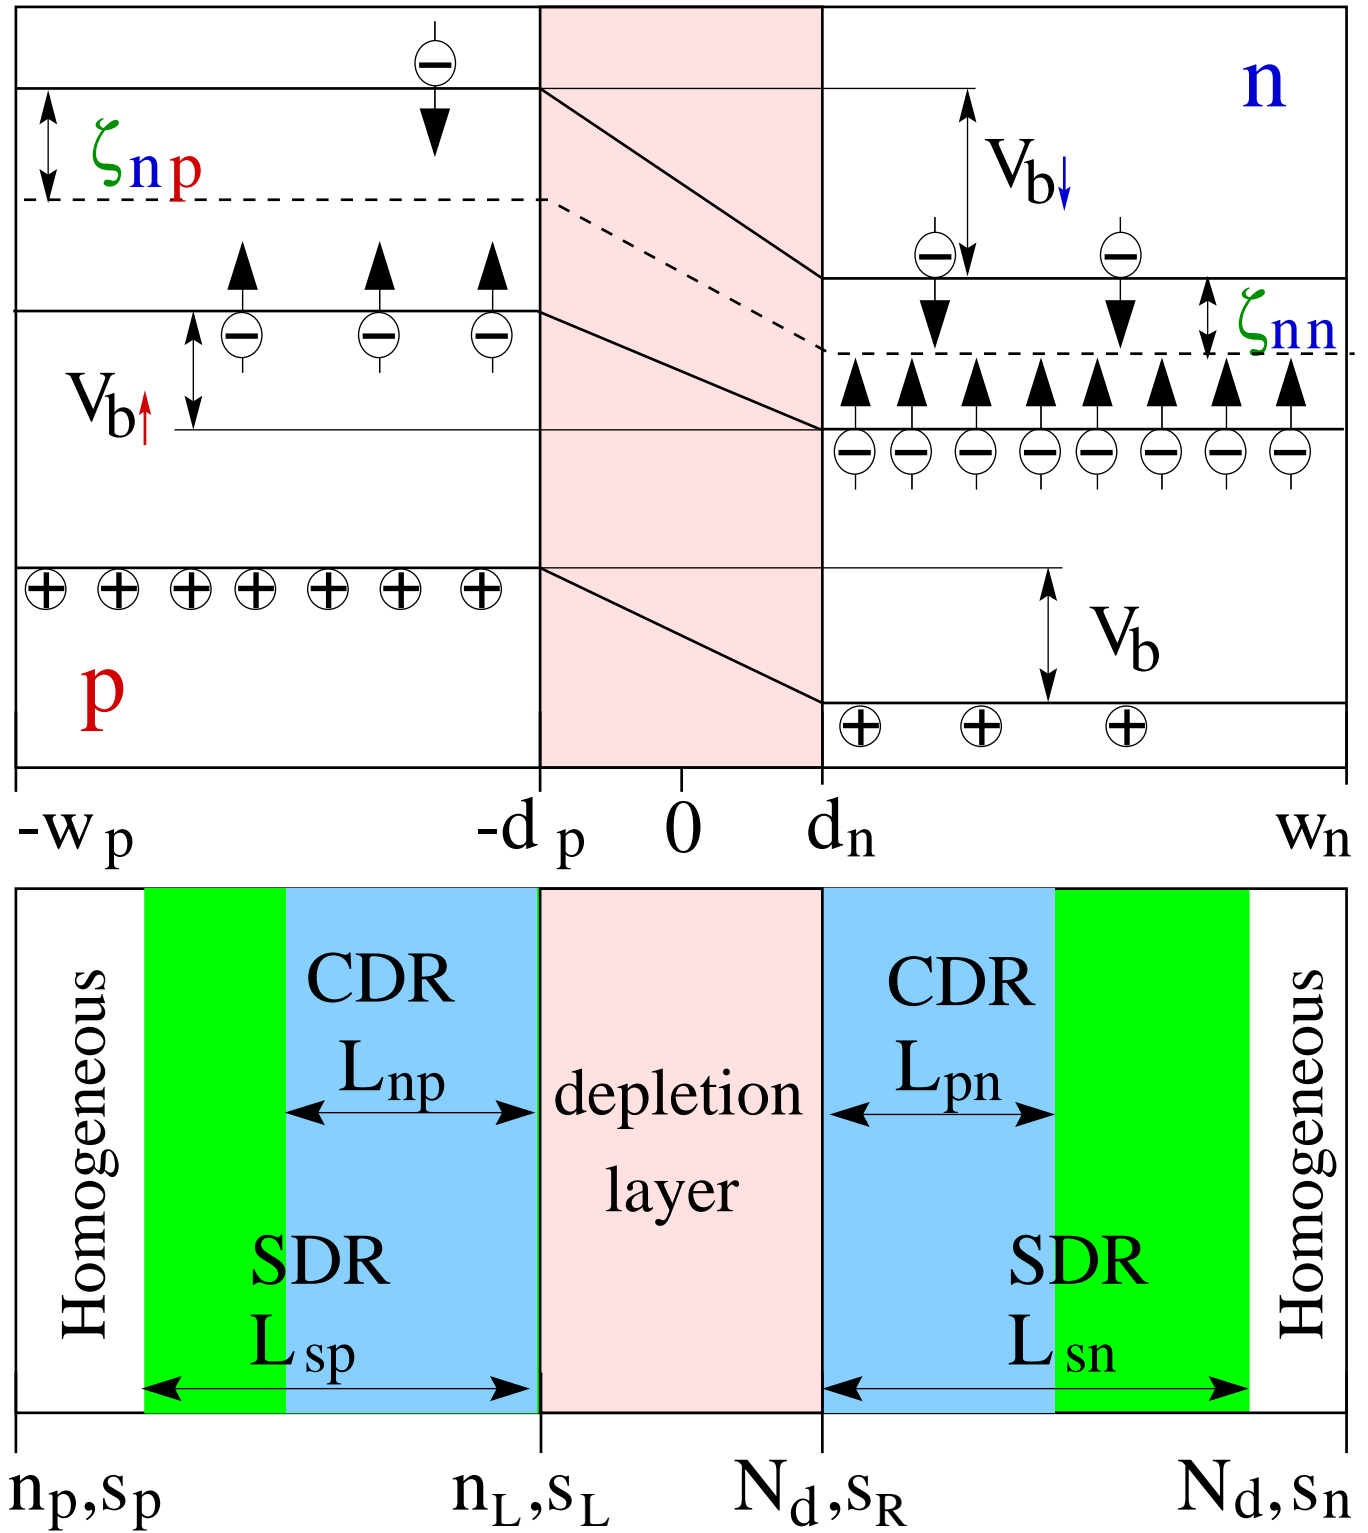 n
ζnp
Vb↓
ζnn
Vb↑
Vb
p
-wp -dp 0 dn wn
Homogeneous
CDR
Lnp
SDR
Lsp
depletion
layer
CDR
Lpn
SDR
Lsn
Homogeneous
np,sp nL,sL Nd,sR Nd,sn